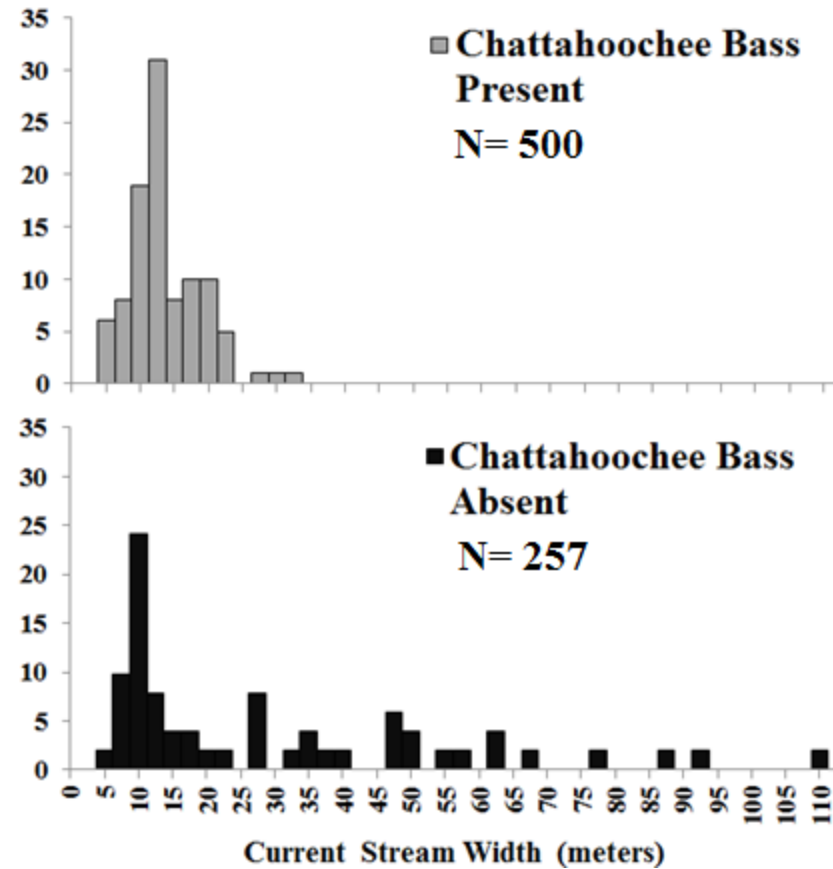 35
30
25
20
15
10
5
0
Chattahoochee Bass
Present
N= 500
35
30
25
20
15
10
5
0
Chattahoochee Bass
Absent
N= 257
0 5 10 15 20 25 30 35 40 45 50 55 60 65 70 75 80 85 90 95 100 105 110
Current Stream Width (meters)